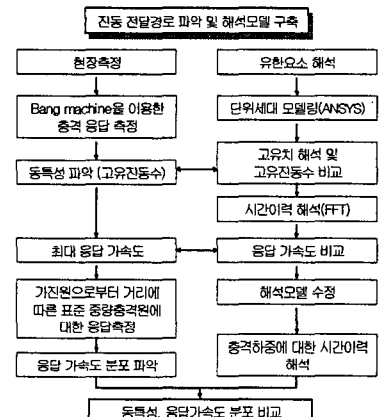 진동 전달경로 파악 및 해석모델 구축
현장측정
Bang machine을 이용한
충격 응답 측정
동특성 파악 (고유진동수)
최대 응답 가속도
가진원으로부터 거리에
따른 표준 중량충격원에
대한 응답측정
응답 가속도 분포 파악
유한요소 해석
단위세대 모델링(ANSYS)
고유치 해석 및
고유진동수 비교
시간이력 해석(FFT)
응답 가속도 비교
해석모델 수정
충격하중에 대한 시간이력
해석
동특성, 응답가속도 분포 비교